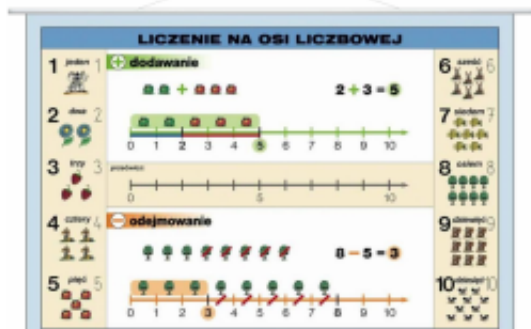 LICZENIE NA OSI LICZBOWEJ
1 jeden 1
2 dwa 2
3 trzy 3
4 cztery 4
5 pięć 5
+ dodawanie
2 + 3 = 5
0 1 2 3 4 5 6 7 8 9 10
0 5 10
− odejmowanie
8 − 5 = 3
0 1 2 3 4 5 6 7 8 9 10
6 sześć 6
7 siedem 7
8 osiem 8
9 dziewięć 9
10 dziesięć 10